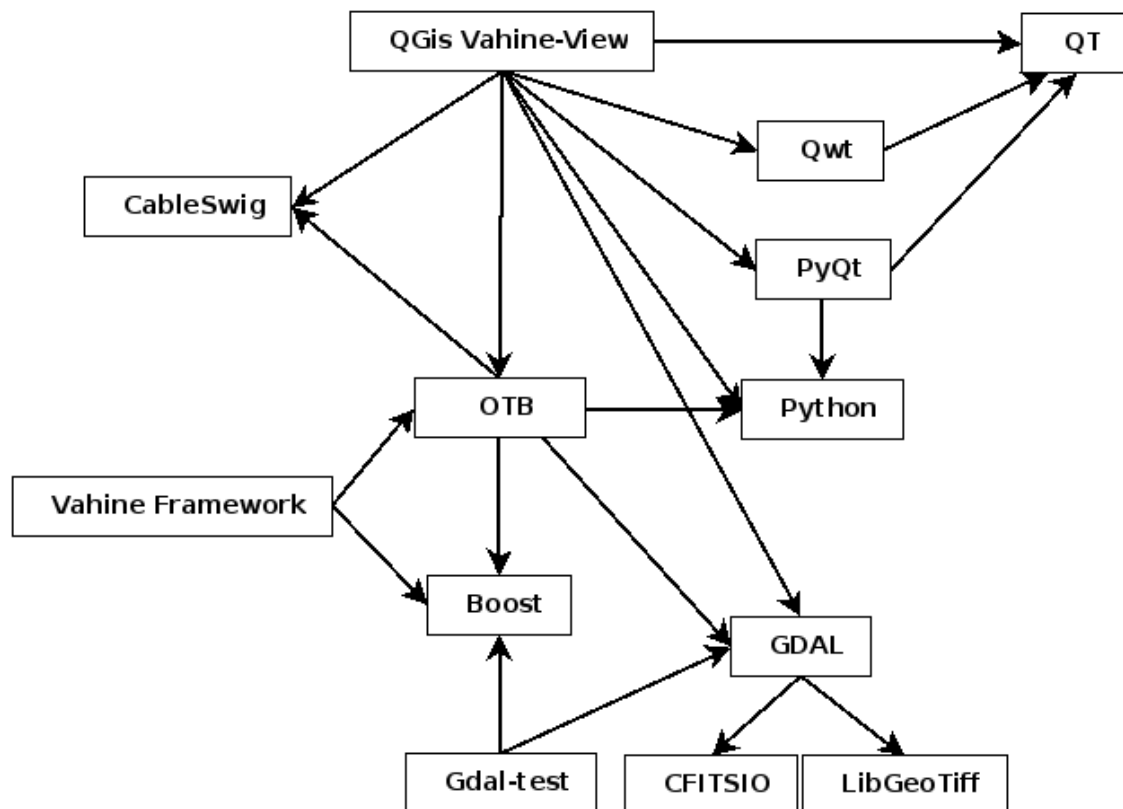 QGis Vahine-View
QT
Qwt
CableSwig
PyQt
OTB
Python
Vahine Framework
Boost
GDAL
Gdal-test
CFITSIO
LibGeoTiff